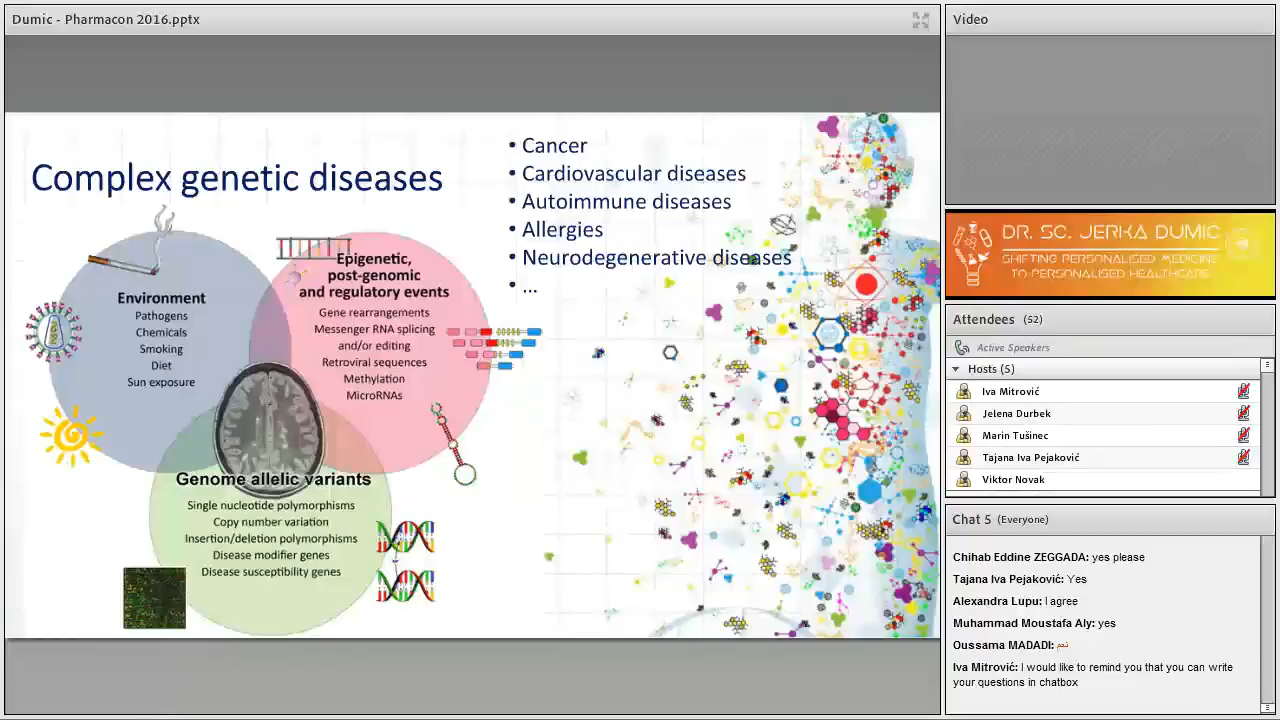 Dumic - Pharmacon 2016.pptx
Complex genetic diseases
• Cancer
• Cardiovascular diseases
• Autoimmune diseases
• Allergies
• Neurodegenerative diseases
• ...
Environment
Pathogens
Chemicals
Smoking
Diet
Sun exposure
Epigenetic,
post-genomic
and regulatory events
Gene rearrangements
Messenger RNA splicing
and/or editing
Retroviral sequences
Methylation
MicroRNAs
Genome allelic variants
Single nucleotide polymorphisms
Copy number variation
Insertion/deletion polymorphisms
Disease modifier genes
Disease susceptibility genes
Video
DR. SC. JERKA DUMIC
SHIFTING PERSONALISED MEDICINE
TO PERSONALISED HEALTHCARE
Attendees (52)
Active Speakers
Hosts (5)
Iva Mitrović
Jelena Durbek
Marin Tušinec
Tajana Iva Pejaković
Viktor Novak
Chat 5 (Everyone)
Chihab Eddine ZEGGADA: yes please
Tajana Iva Pejaković: Yes
Alexandra Lupu: I agree
Muhammad Moustafa Aly: yes
Oussama MADADI: نعم
Iva Mitrović: I would like to remind you that you can write
your questions in chatbox